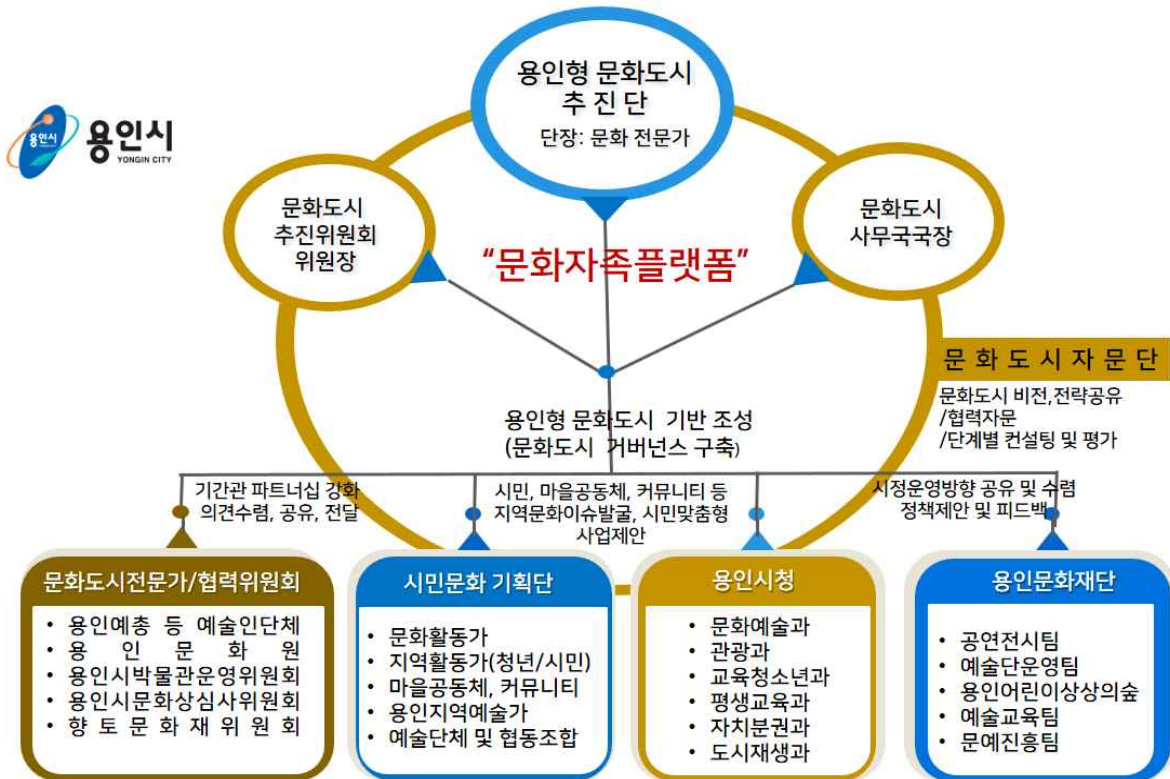 용인형 문화도시
추 진 단
단장: 문화 전문가
용인시
용인시
YONGIN CITY
문화도시
추진위원회
위원장
문화도시
사무국국장
“문화자족플랫폼”
문 화 도 시 자 문 단
문화도시 비전,전략공유
/협력자문
/단계별 컨설팅 및 평가
용인형 문화도시 기반 조성
(문화도시 거버넌스 구축)
기간관 파트너십 강화
의견수렴, 공유, 전달
시민, 마을공동체, 커뮤니티 등
지역문화이슈발굴, 시민맞춤형
사업제안
시정운영방향 공유 및 수렴
정책제안 및 피드백
문화도시전문가/협력위원회
• 용인예총 등 예술인단체
• 용 인 문 화 원
• 용인시박물관운영위원회
• 용인시문화상심사위원회
• 향 토 문 화 재 위 원 회
시민문화 기획단
• 문화활동가
• 지역활동가(청년/시민)
• 마을공동체, 커뮤니티
• 용인지역예술가
• 예술단체 및 협동조합
용인시청
• 문화예술과
• 관광과
• 교육청소년과
• 평생교육과
• 자치분권과
• 도시재생과
용인문화재단
• 공연전시팀
• 예술단운영팀
• 용인어린이상상의숲
• 예술교육팀
• 문예진흥팀